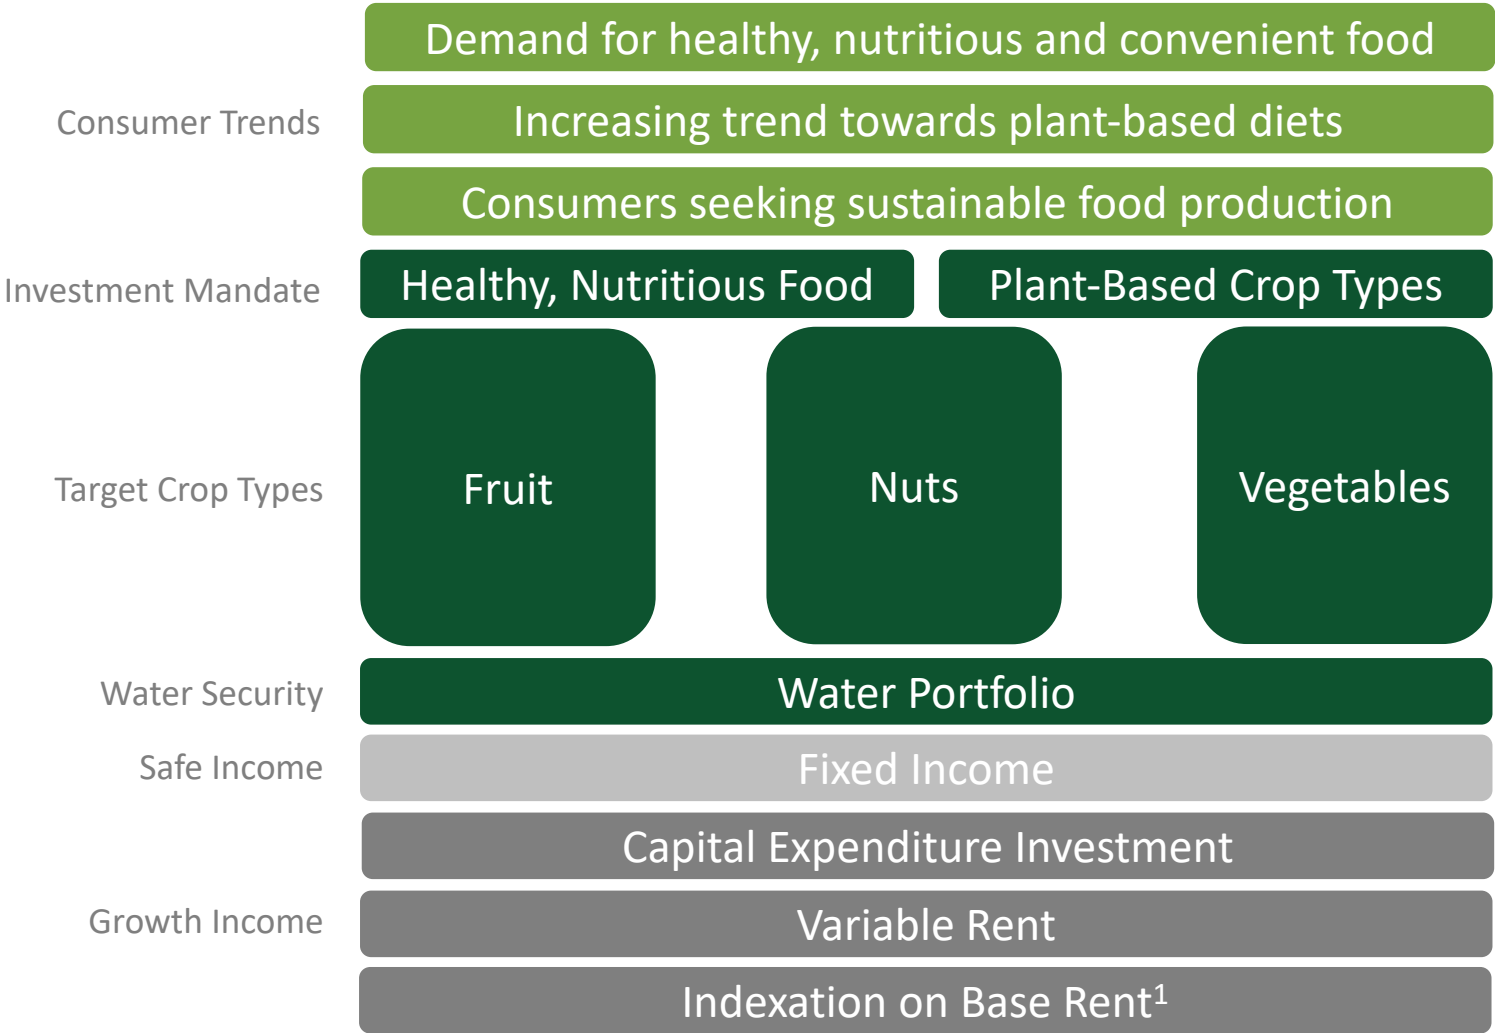 Demand for healthy, nutritious and convenient food
Consumer Trends
Increasing trend towards plant-based diets
Consumers seeking sustainable food production
Investment Mandate
Healthy, Nutritious Food
Plant-Based Crop Types
Target Crop Types
Fruit
Nuts
Vegetables
Water Security
Water Portfolio
Safe Income
Fixed Income
Capital Expenditure Investment
Growth Income
Variable Rent
Indexation on Base Rent¹